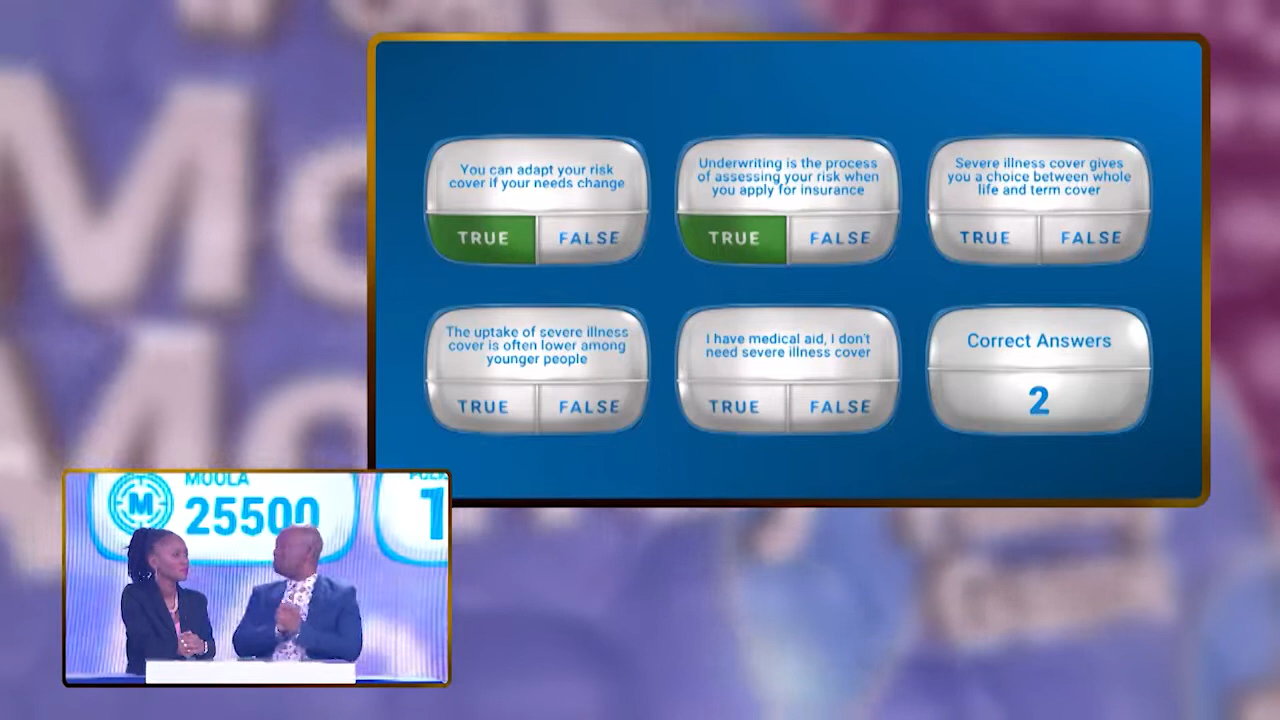 You can adapt your risk
cover if your needs change
TRUE
FALSE
Underwriting is the process
of assessing your risk when
you apply for insurance
TRUE
FALSE
Severe illness cover gives
you a choice between whole
life and term cover
TRUE
FALSE
The uptake of severe illness
cover is often lower among
younger people
TRUE
FALSE
I have medical aid, I don't
need severe illness cover
TRUE
FALSE
Correct Answers
2
MOOLA
M
25500
1